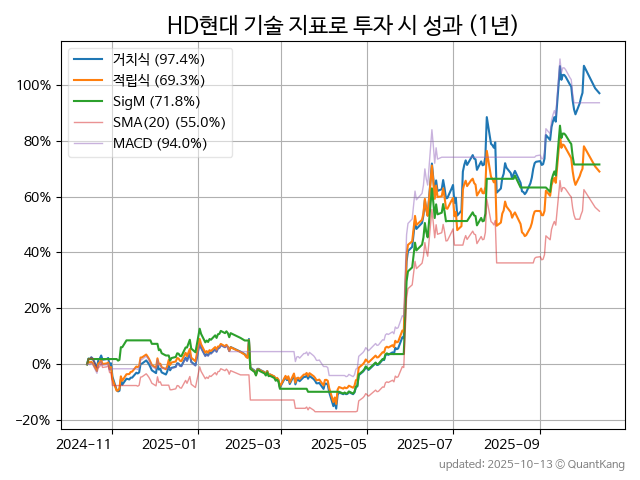 HD현대 기술 지표로 투자 시 성과 (1년)
거치식 (97.4%)
적립식 (69.3%)
SigM (71.8%)
SMA(20) (55.0%)
MACD (94.0%)
100%
80%
60%
40%
20%
0%
−20%
2024-11
2025-01
2025-03
2025-05
2025-07
2025-09
updated: 2025-10-13 © QuantKang